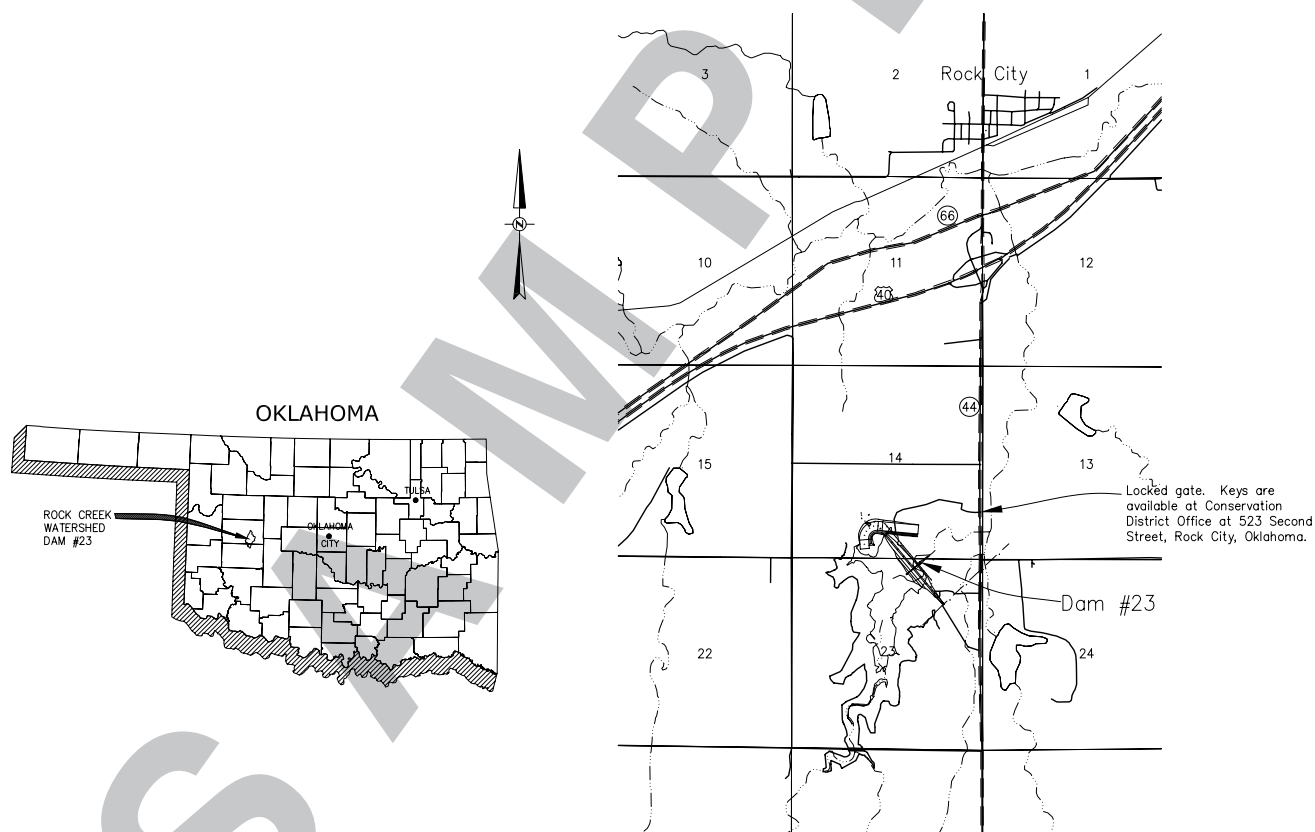 3
2
Rock City
1
N
66
10
11
12
40
OKLAHOMA
44
15
14
13
TULSA
ROCK CREEK
WATERSHED
DAM #23
OKLAHOMA
CITY
Locked gate. Keys are
available at Conservation
District Office at 523 Second
Street, Rock City, Oklahoma.
Dam #23
22
23
24
SAMP